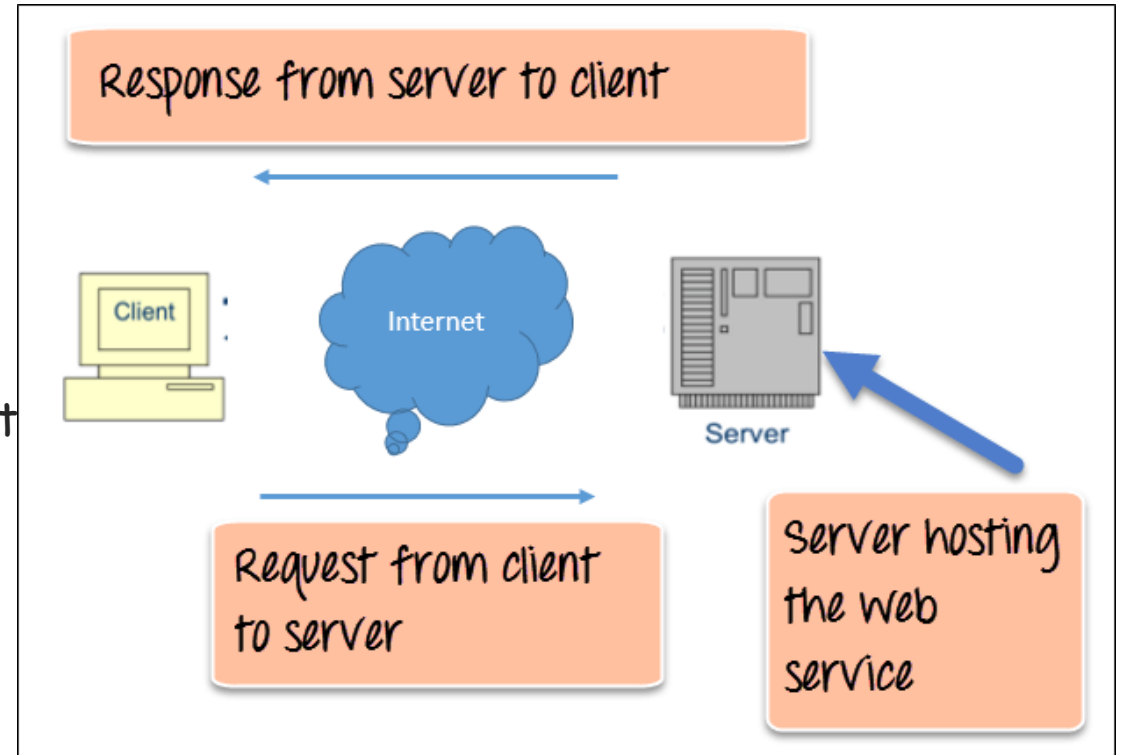 Response from server to client
Client
Internet
Server
t
Request from client
to server
Server hosting
the web
service